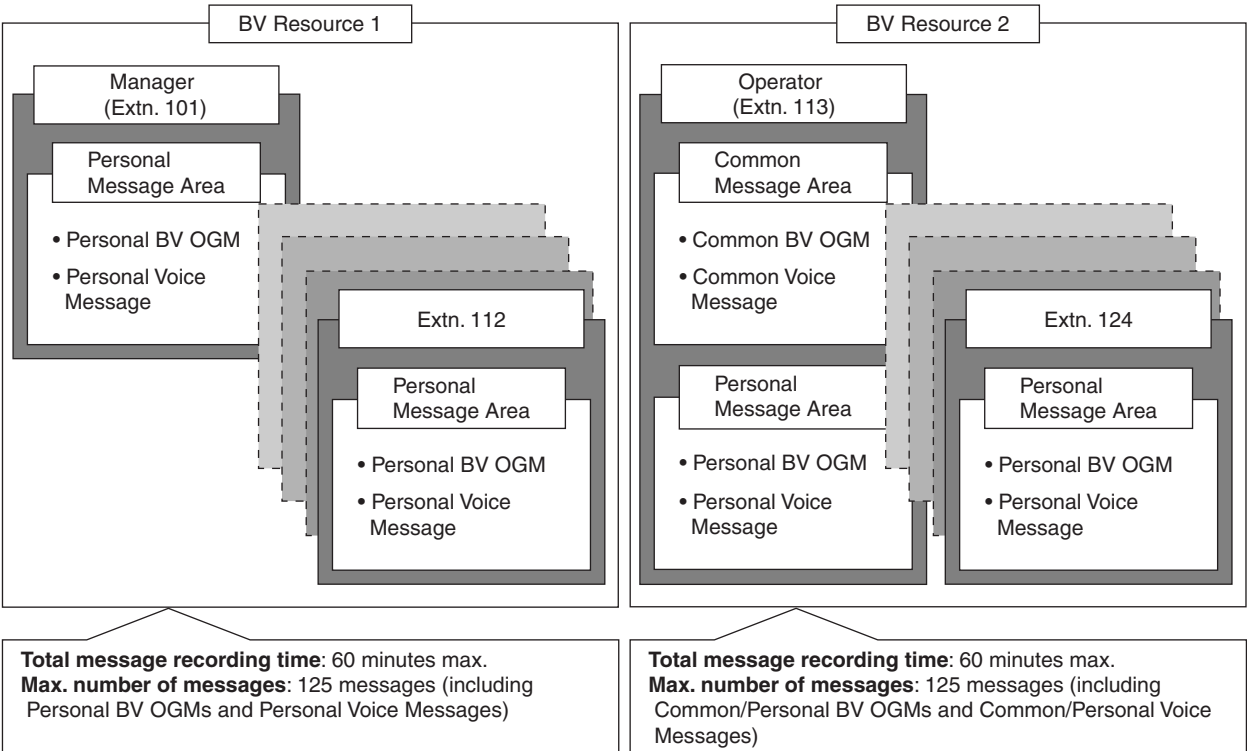 BV Resource 1
Manager
(Extn. 101)
Personal
Message Area
• Personal BV OGM
• Personal Voice
Message
Extn. 112
Personal
Message Area
• Personal BV OGM
• Personal Voice
Message
Total message recording time: 60 minutes max.
Max. number of messages: 125 messages (including
Personal BV OGMs and Personal Voice Messages)
BV Resource 2
Operator
(Extn. 113)
Common
Message Area
• Common BV OGM
• Common Voice
Message
Personal
Message Area
• Personal BV OGM
• Personal Voice
Message
Extn. 124
Personal
Message Area
• Personal BV OGM
• Personal Voice
Message
Total message recording time: 60 minutes max.
Max. number of messages: 125 messages (including
Common/Personal BV OGMs and Common/Personal Voice
Messages)